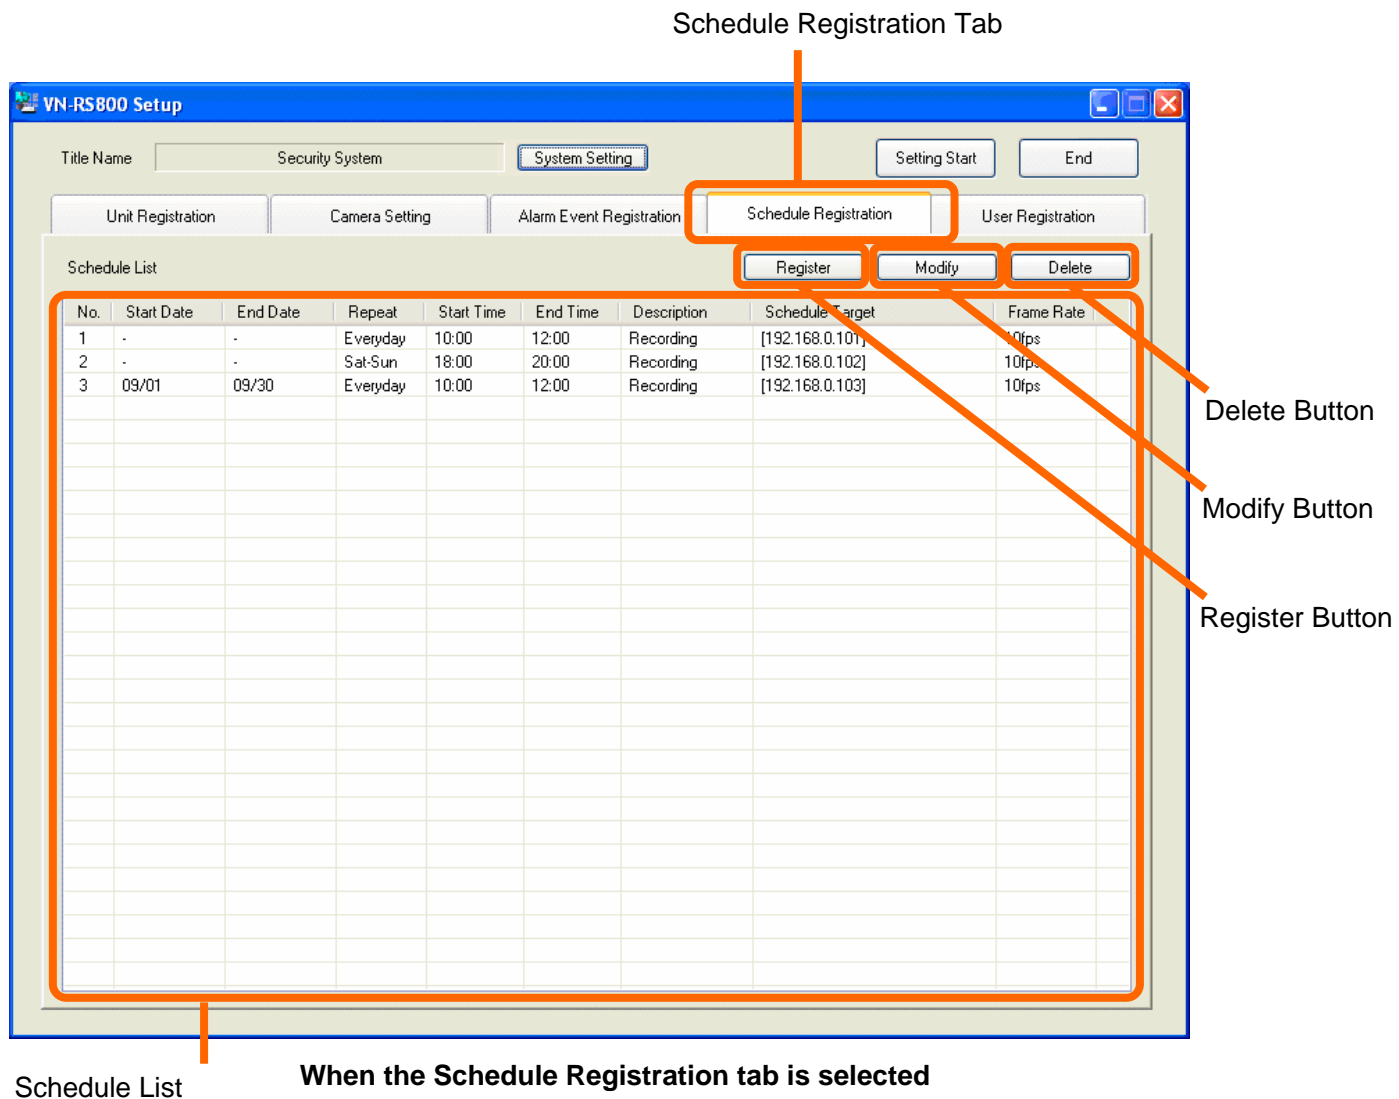 Schedule Registration Tab
VN-RS800 Setup
Title Name Security System System Setting Setting Start End
Unit Registration Camera Setting Alarm Event Registration Schedule Registration User Registration
Schedule List Register Modify Delete
No. Start Date End Date Repeat Start Time End Time Description Schedule Target Frame Rate
1 - - Everyday 10:00 12:00 Recording [192.168.0.101] 10fps
2 - - Sat-Sun 18:00 20:00 Recording [192.168.0.102] 10fps
3 09/01 09/30 Everyday 10:00 12:00 Recording [192.168.0.103] 10fps
Delete Button
Modify Button
Register Button
Schedule List
When the Schedule Registration tab is selected